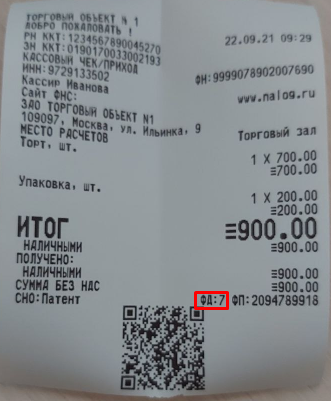 ТОРГОВЫЙ ОБЪЕКТ N 1
ДОБРО ПОЖАЛОВАТЬ !
РН ККТ:1234567890045270 22.09.21 09:29
ЗН ККТ:0190170033002193
КАССОВЫЙ ЧЕК/ПРИХОД
ИНН:9729133502 ФН:9999078902007690
Кассир Иванова
Сайт ФНС: www.nalog.ru
ЗАО ТОРГОВЫЙ ОБЪЕКТ N1
109097, Москва, ул. Ильинка, 9
МЕСТО РАСЧЕТОВ Торговый зал
Торт, шт.
1 X 700.00
≡700.00
Упаковка, шт.
1 X 200.00
≡200.00
ИТОГ ≡900.00
НАЛИЧНЫМИ ≡900.00
ПОЛУЧЕНО:
НАЛИЧНЫМИ ≡900.00
СУММА БЕЗ НДС ≡900.00
СНО:Патент ФД:7 ФП:2094789918